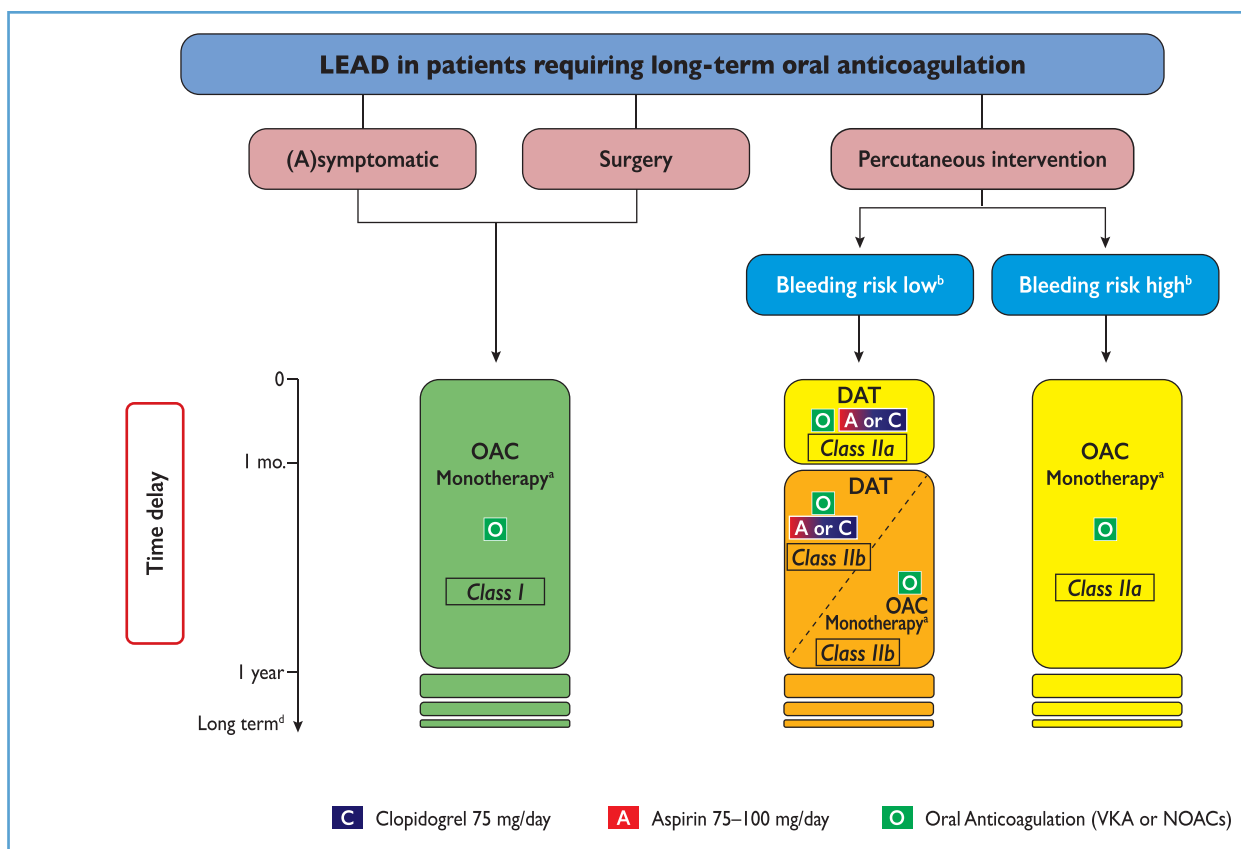 LEAD in patients requiring long-term oral anticoagulation
(A)symptomatic
Surgery
Percutaneous intervention
Bleeding risk lowᵇ
Bleeding risk highᵇ
Time delay
0
1 mo.
1 year
Long termᵈ
OAC
Monotherapyᵃ
O
Class I
DAT
O A or C
Class IIa
DAT
O
A or C
Class IIb
O
OAC
Monotherapyᵃ
Class IIb
OAC
Monotherapyᵃ
O
Class IIa
C Clopidogrel 75 mg/day
A Aspirin 75–100 mg/day
O Oral Anticoagulation (VKA or NOACs)